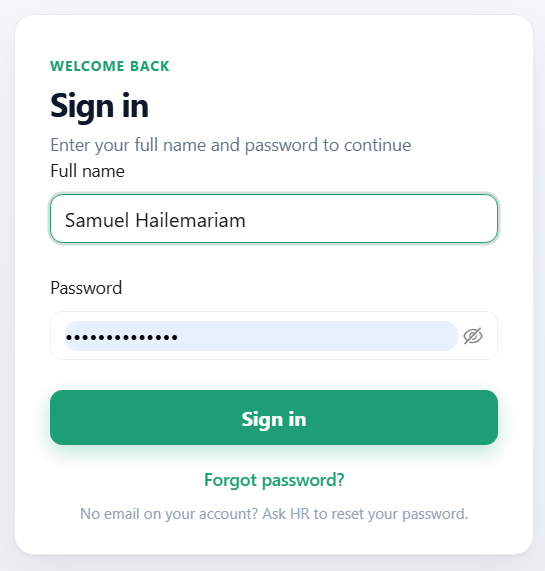 WELCOME BACK
Sign in
Enter your full name and password to continue
Full name
Samuel Hailemariam
Password
••••••••••••••
Sign in
Forgot password?
No email on your account? Ask HR to reset your password.